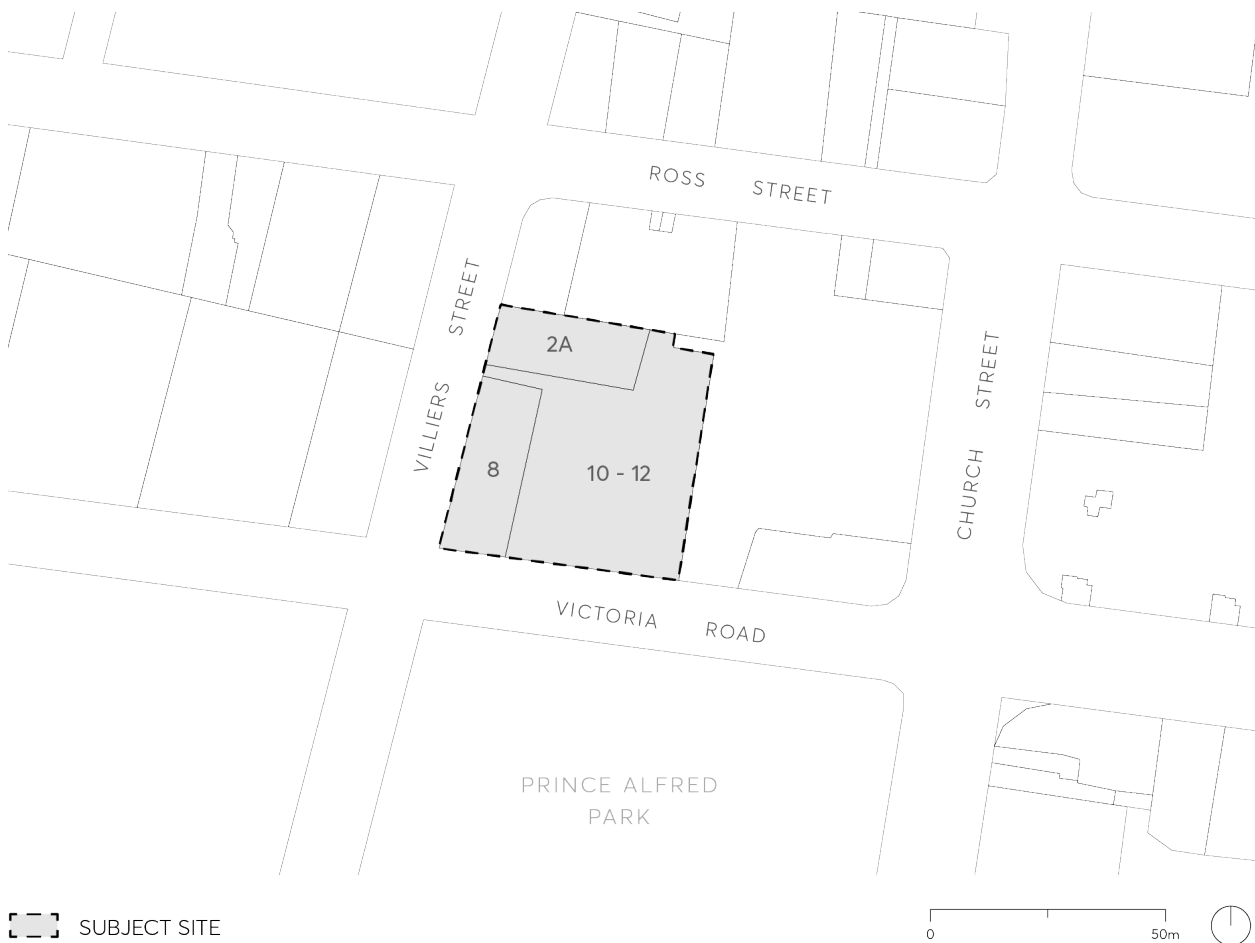 ROSS STREET
VILLIERS STREET
2A
8
10 - 12
CHURCH STREET
VICTORIA ROAD
PRINCE ALFRED
PARK
SUBJECT SITE
0 50m